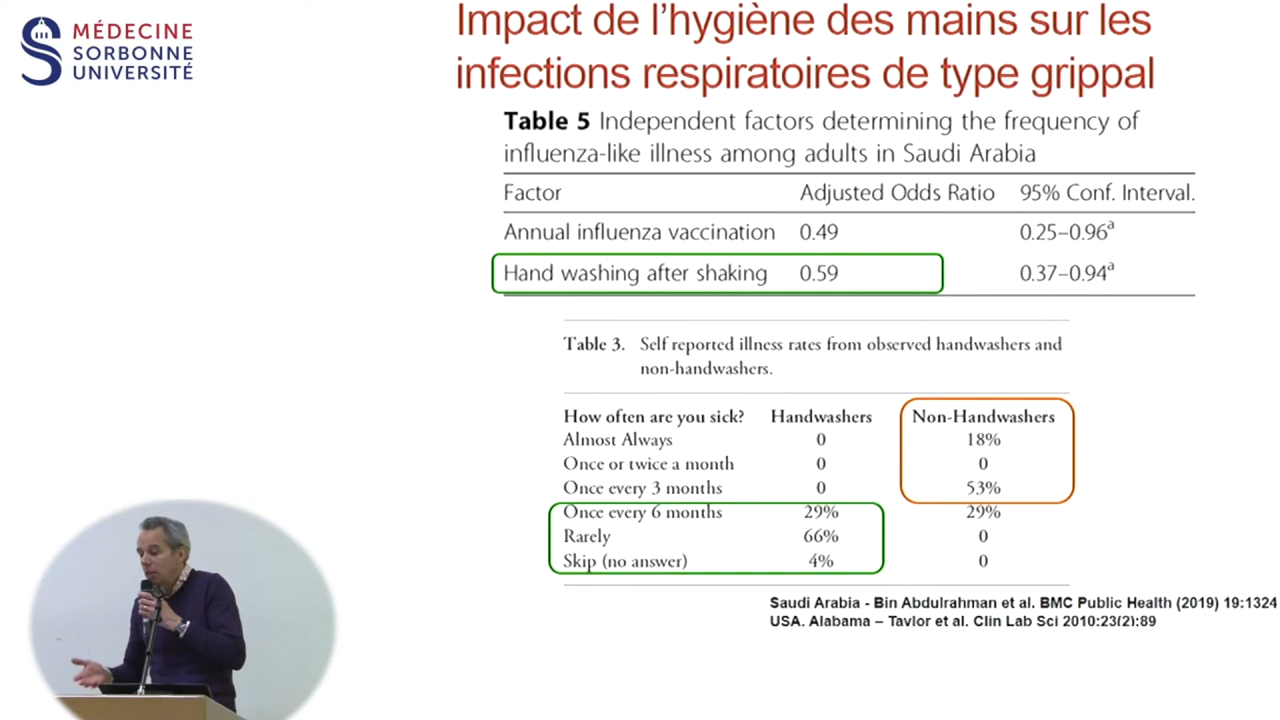 MÉDECINE
SORBONNE
UNIVERSITÉ
Impact de l’hygiène des mains sur les
infections respiratoires de type grippal
Table 5 Independent factors determining the frequency of
influenza-like illness among adults in Saudi Arabia
Factor Adjusted Odds Ratio 95% Conf. Interval.
Annual influenza vaccination 0.49 0.25–0.96a
Hand washing after shaking 0.59 0.37–0.94a
Table 3. Self reported illness rates from observed handwashers and
non-handwashers.
How often are you sick? Handwashers Non-Handwashers
Almost Always 0 18%
Once or twice a month 0 0
Once every 3 months 0 53%
Once every 6 months 29% 29%
Rarely 66% 0
Skip (no answer) 4% 0
Saudi Arabia - Bin Abdulrahman et al. BMC Public Health (2019) 19:1324
USA. Alabama – Taylor et al. Clin Lab Sci 2010:23(2):89